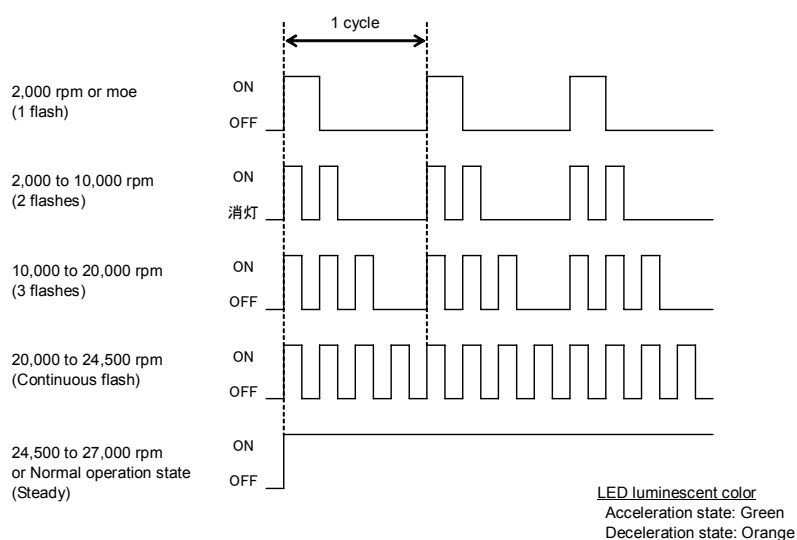 1 cycle
2,000 rpm or moe
(1 flash)
ON
OFF
2,000 to 10,000 rpm
(2 flashes)
ON
消灯
10,000 to 20,000 rpm
(3 flashes)
ON
OFF
20,000 to 24,500 rpm
(Continuous flash)
ON
OFF
24,500 to 27,000 rpm
or Normal operation state
(Steady)
ON
OFF
LED luminescent color
Acceleration state: Green
Deceleration state: Orange